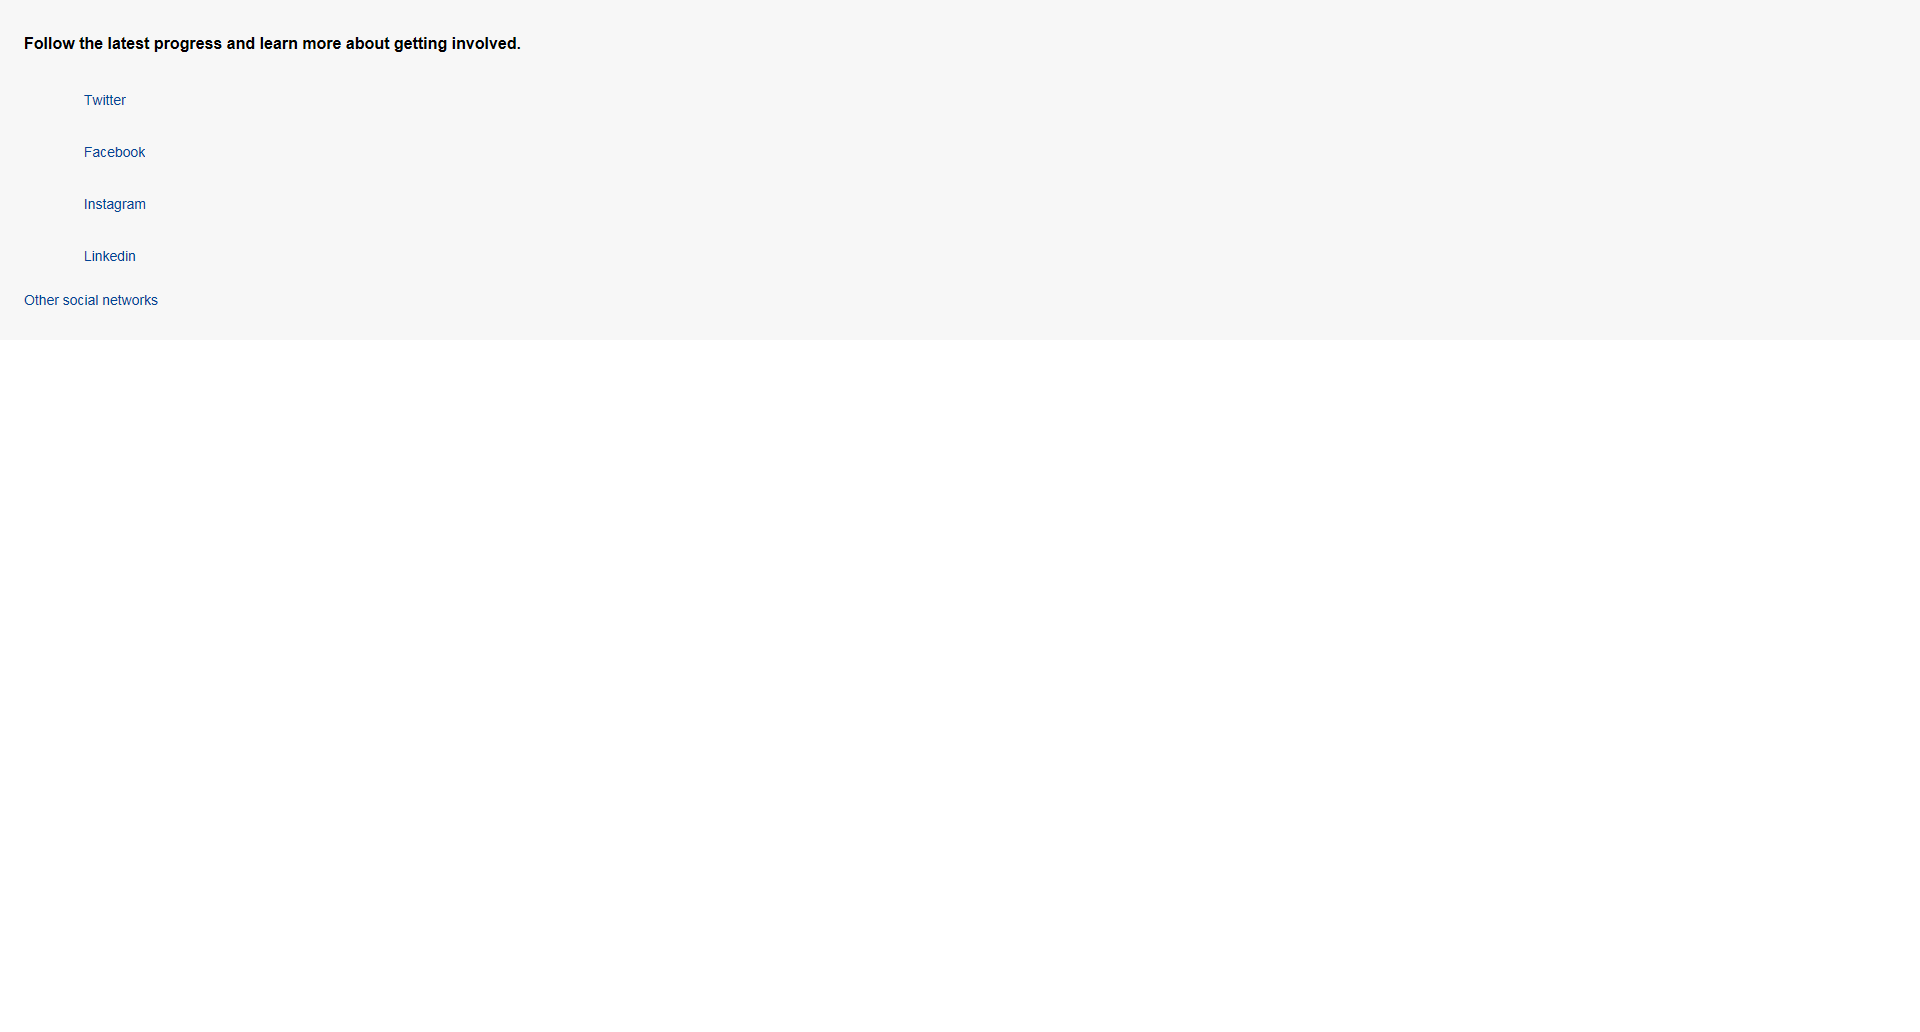 Follow the latest progress and learn more about getting involved.
Twitter
Facebook
Instagram
Linkedin
Other social networks